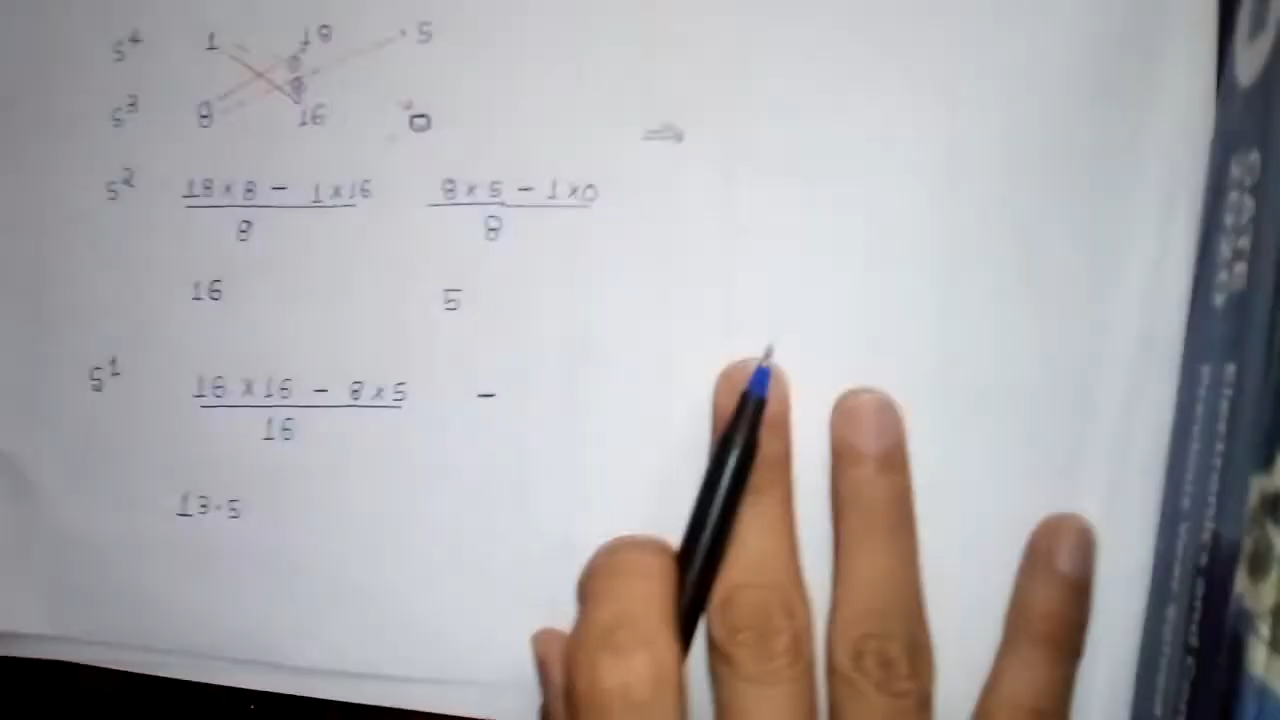 s⁴ 1 18 5
s³ 8 16 0
⇒
s² 18 × 8 - 1 × 16 8 × 5 - 1 × 0
8 8
16 5
s¹ 16 × 16 - 8 × 5 -
16
13.5